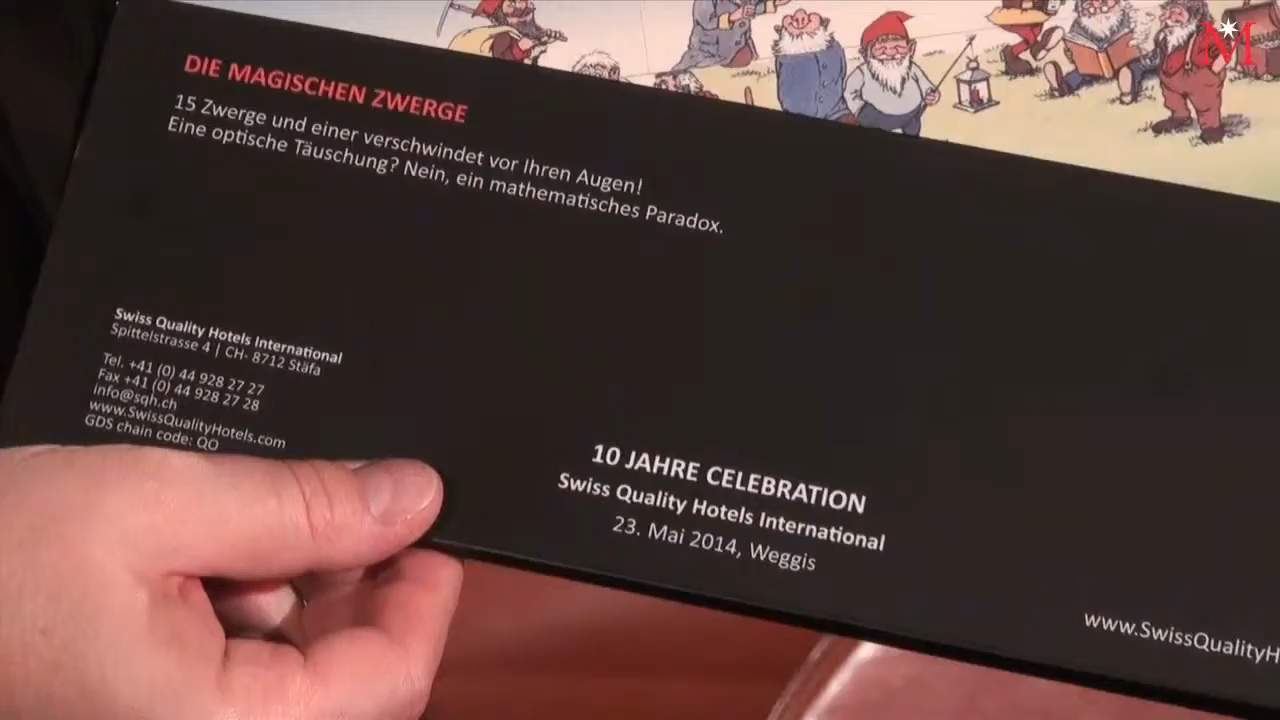 M
DIE MAGISCHEN ZWERGE
15 Zwerge und einer verschwindet vor Ihren Augen!
Eine optische Täuschung? Nein, ein mathematisches Paradox.
Swiss Quality Hotels International
Spittelstrasse 4 | CH- 8712 Stäfa
Tel. +41 (0) 44 928 27 27
Fax +41 (0) 44 928 27 28
info@sqh.ch
www.SwissQualityHotels.com
GDS chain code: QO
10 JAHRE CELEBRATION
Swiss Quality Hotels International
23. Mai 2014, Weggis
www.SwissQualityH